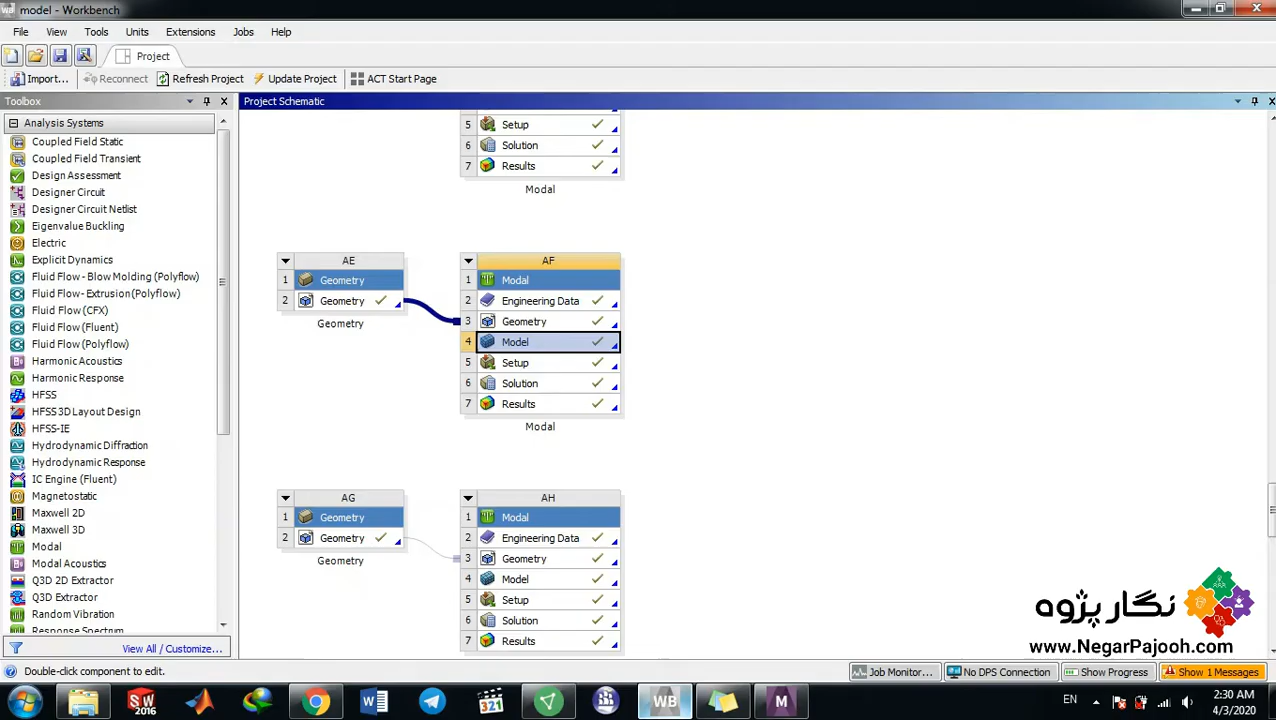 model - Workbench
File View Tools Units Extensions Jobs Help
Project
Import... Reconnect Refresh Project Update Project ACT Start Page
Toolbox
Project Schematic
Analysis Systems
Coupled Field Static
Coupled Field Transient
Design Assessment
Designer Circuit
Designer Circuit Netlist
Eigenvalue Buckling
Electric
Explicit Dynamics
Fluid Flow - Blow Molding (Polyflow)
Fluid Flow - Extrusion (Polyflow)
Fluid Flow (CFX)
Fluid Flow (Fluent)
Fluid Flow (Polyflow)
Harmonic Acoustics
Harmonic Response
HFSS
HFSS 3D Layout Design
HFSS-IE
Hydrodynamic Diffraction
Hydrodynamic Response
IC Engine (Fluent)
Magnetostatic
Maxwell 2D
Maxwell 3D
Modal
Modal Acoustics
Q3D 2D Extractor
Q3D Extractor
Random Vibration
Response Spectrum
View All / Customize...
5 Setup
6 Solution
7 Results
Modal
AE
1 Geometry
2 Geometry
Geometry
AF
1 Modal
2 Engineering Data
3 Geometry
4 Model
5 Setup
6 Solution
7 Results
Modal
AG
1 Geometry
2 Geometry
Geometry
AH
1 Modal
2 Engineering Data
3 Geometry
4 Model
5 Setup
6 Solution
7 Results
نگار پژوه
www.NegarPajooh.com
Double-click component to edit.
Job Monitor... No DPS Connection Show Progress Show 1 Messages
SW
2016
321
WB
M
EN
2:30 AM
4/3/2020